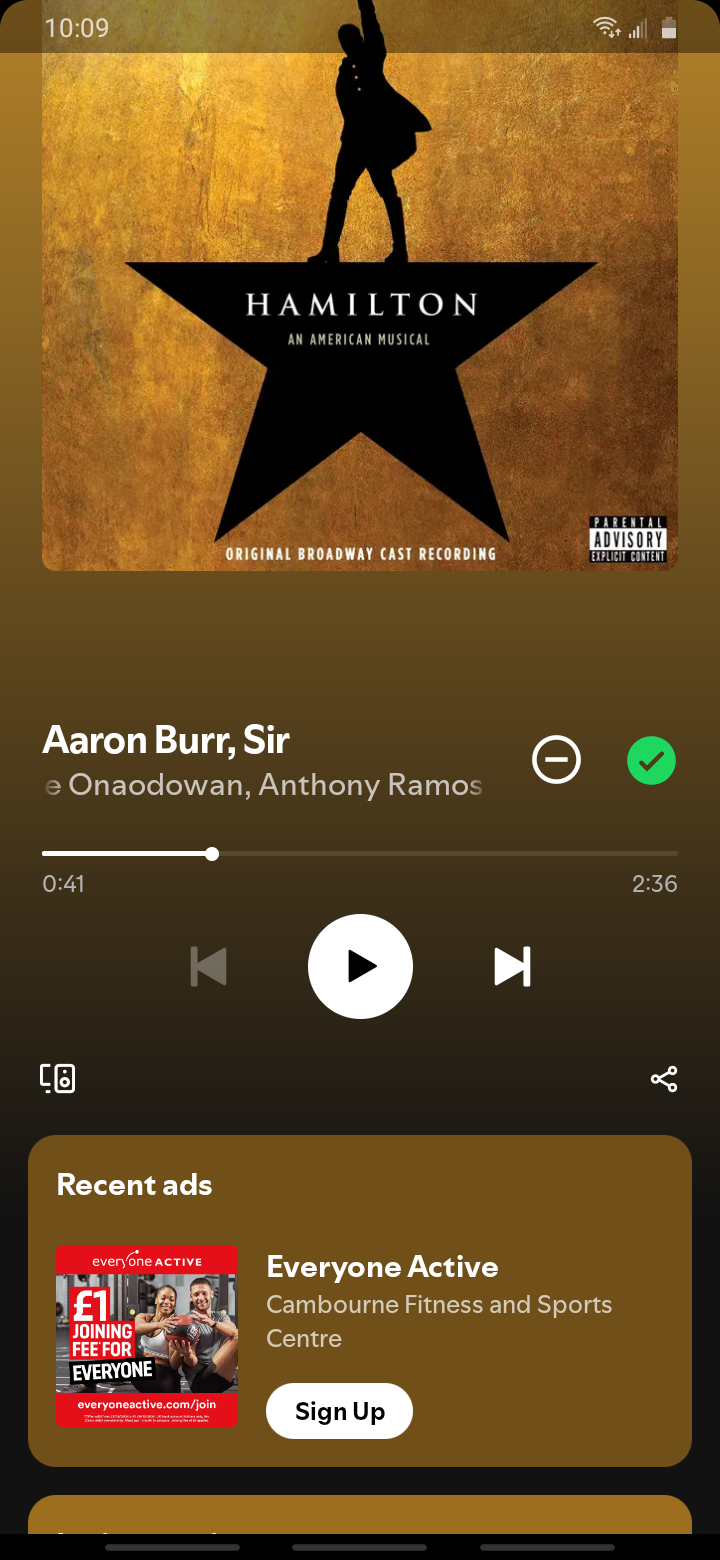 10:09
HAMILTON
AN AMERICAN MUSICAL
ORIGINAL BROADWAY CAST RECORDING
PARENTAL
ADVISORY
EXPLICIT CONTENT
Aaron Burr, Sir
e Onaodowan, Anthony Ramos
0:41
2:36
Recent ads
everyone ACTIVE
£1
JOINING
FEE* FOR
EVERYONE
everyoneactive.com/join
Everyone Active
Cambourne Fitness and Sports
Centre
Sign Up